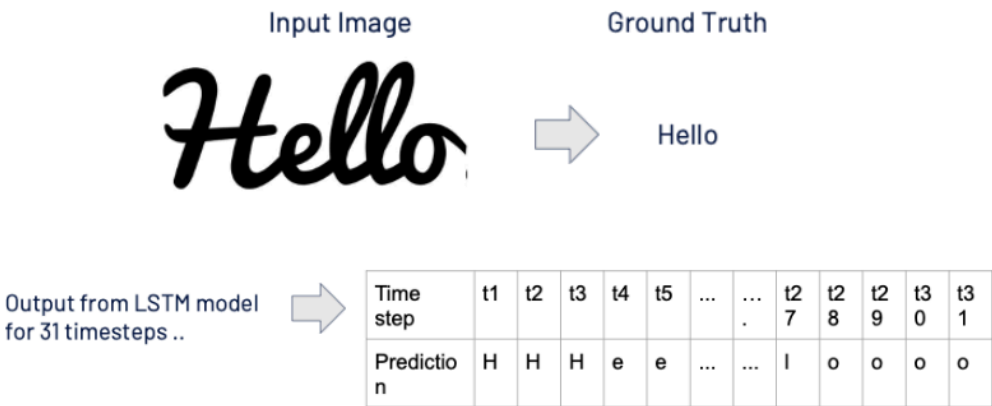 Input Image
Ground Truth
Hello
Hello
Output from LSTM model
for 31 timesteps ..
Time step t1 t2 t3 t4 t5 ... .... t27 t28 t29 t30 t31
Prediction H H H e e ... ... l o o o o